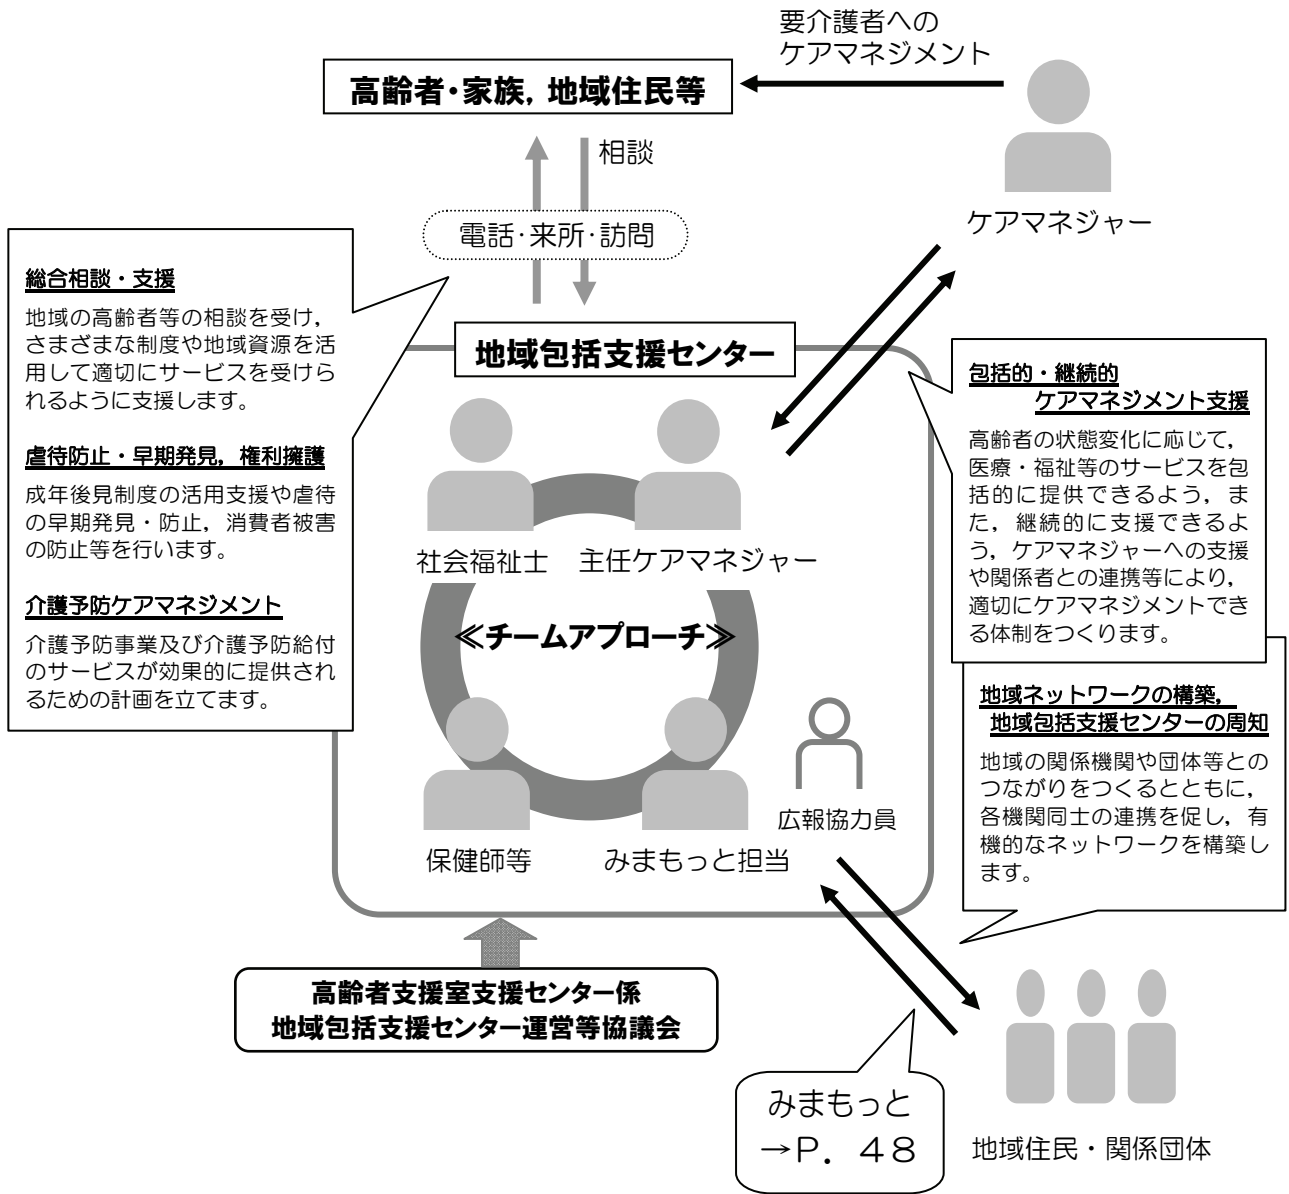 要介護者への
ケアマネジメント
高齢者・家族，地域住民等
相談
ケアマネジャー
電話・来所・訪問
総合相談・支援
地域の高齢者等の相談を受け，
さまざまな制度や地域資源を活
用して適切にサービスを受けら
れるように支援します。
虐待防止・早期発見，権利擁護
成年後見制度の活用支援や虐待
の早期発見・防止，消費者被害
の防止等を行います。
介護予防ケアマネジメント
介護予防事業及び介護予防給付
のサービスが効果的に提供され
るための計画を立てます。
地域包括支援センター
社会福祉士
主任ケアマネジャー
≪チームアプローチ≫
保健師等
みまもっと担当
広報協力員
包括的・継続的
ケアマネジメント支援
高齢者の状態変化に応じて，
医療・福祉等のサービスを包
括的に提供できるよう，ま
た，継続的に支援できるよ
う，ケアマネジャーへの支援
や関係者との連携等により，
適切にケアマネジメントでき
る体制をつくります。
地域ネットワークの構築，
地域包括支援センターの周知
地域の関係機関や団体等との
つながりをつくるとともに，
各機関同士の連携を促し，有
機的なネットワークを構築し
ます。
高齢者支援室支援センター係
地域包括支援センター運営等協議会
みまもっと
→Ｐ．４８
地域住民・関係団体